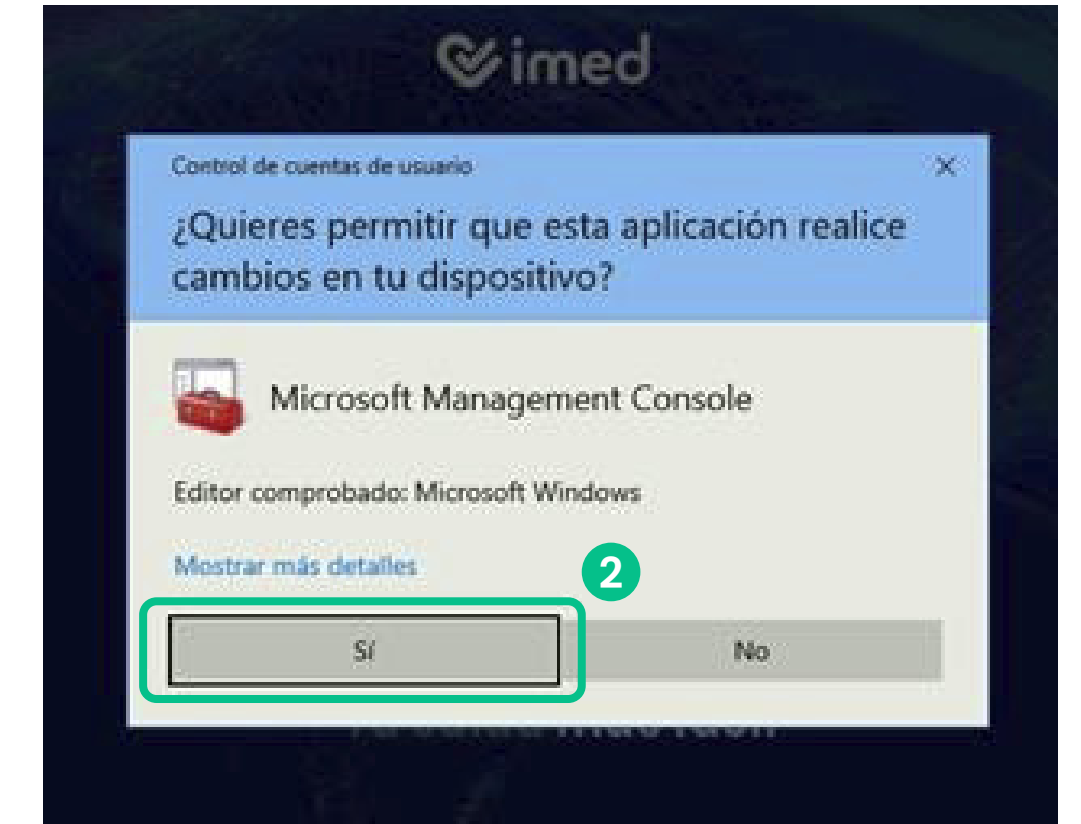 imed
Control de cuentas de usuario
¿Quieres permitir que esta aplicación realice
cambios en tu dispositivo?
Microsoft Management Console
Editor comprobado: Microsoft Windows
Mostrar más detalles
2
Sí
No